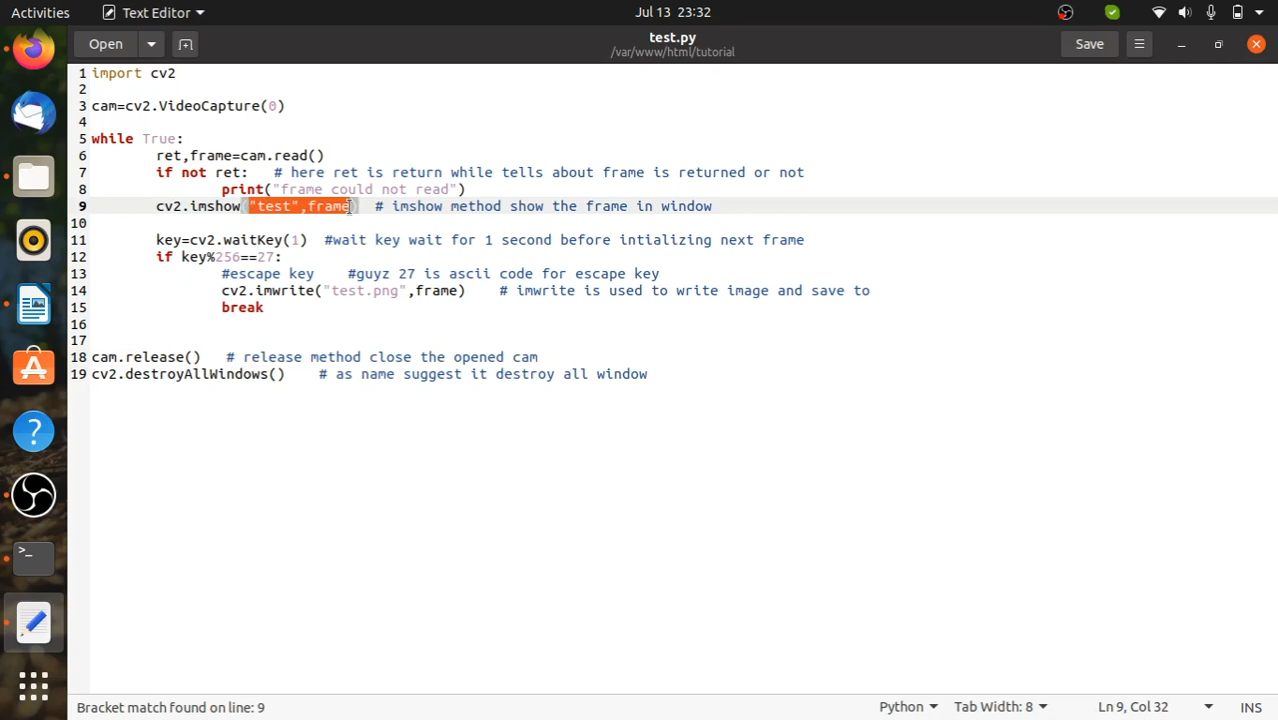 Activities Text Editor Jul 13 23:32
Open test.py Save
/var/www/html/tutorial
1 import cv2
2
3 cam=cv2.VideoCapture(0)
4
5 while True:
6 ret,frame=cam.read()
7 if not ret: # here ret is return while tells about frame is returned or not
8 print("frame could not read")
9 cv2.imshow("test",frame) # imshow method show the frame in window
10
11 key=cv2.waitKey(1) #wait key wait for 1 second before intializing next frame
12 if key%256==27:
13 #escape key #guyz 27 is ascii code for escape key
14 cv2.imwrite("test.png",frame) # imwrite is used to write image and save to
15 break
16
17
18 cam.release() # release method close the opened cam
19 cv2.destroyAllWindows() # as name suggest it destroy all window
Bracket match found on line: 9 Python Tab Width: 8 Ln 9, Col 32 INS